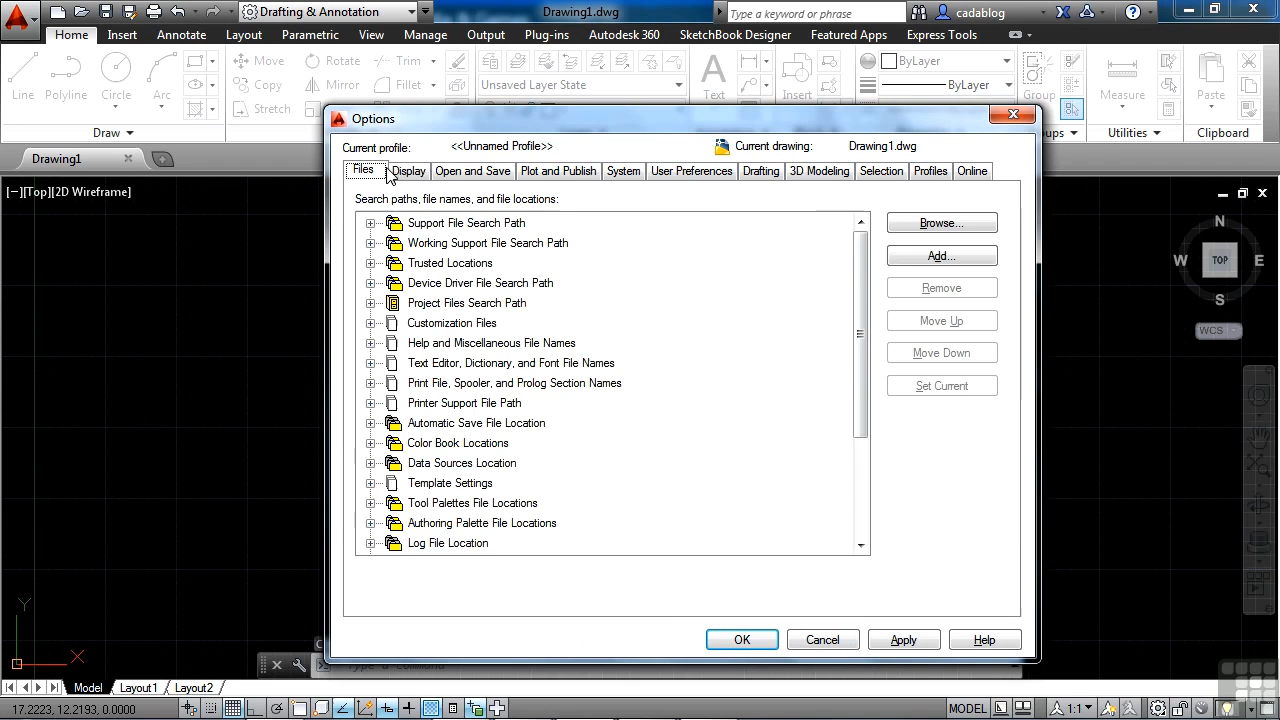 Drafting & Annotation
Drawing1.dwg
Type a keyword or phrase
cadablog
Home Insert Annotate Layout Parametric View Manage Output Plug-ins Autodesk 360 SketchBook Designer Featured Apps Express Tools
Line Polyline Circle Arc
Move Rotate Trim
Copy Mirror Fillet
Stretch
Unsaved Layer State
Text
Insert
ByLayer
ByLayer
Group
Measure
Paste
Draw
Utilities
Clipboard
Drawing1
[−][Top][2D Wireframe]
Options
Current profile: <<Unnamed Profile>> Current drawing: Drawing1.dwg
Files Display Open and Save Plot and Publish System User Preferences Drafting 3D Modeling Selection Profiles Online
Search paths, file names, and file locations:
Support File Search Path
Working Support File Search Path
Trusted Locations
Device Driver File Search Path
Project Files Search Path
Customization Files
Help and Miscellaneous File Names
Text Editor, Dictionary, and Font File Names
Print File, Spooler, and Prolog Section Names
Printer Support File Path
Automatic Save File Location
Color Book Locations
Data Sources Location
Template Settings
Tool Palettes File Locations
Authoring Palette File Locations
Log File Location
Browse...
Add...
Remove
Move Up
Move Down
Set Current
OK Cancel Apply Help
N
W TOP E
S
WCS
Y
X
Type a command
Model Layout1 Layout2
17.2223, 12.2193, 0.0000
MODEL
1:1